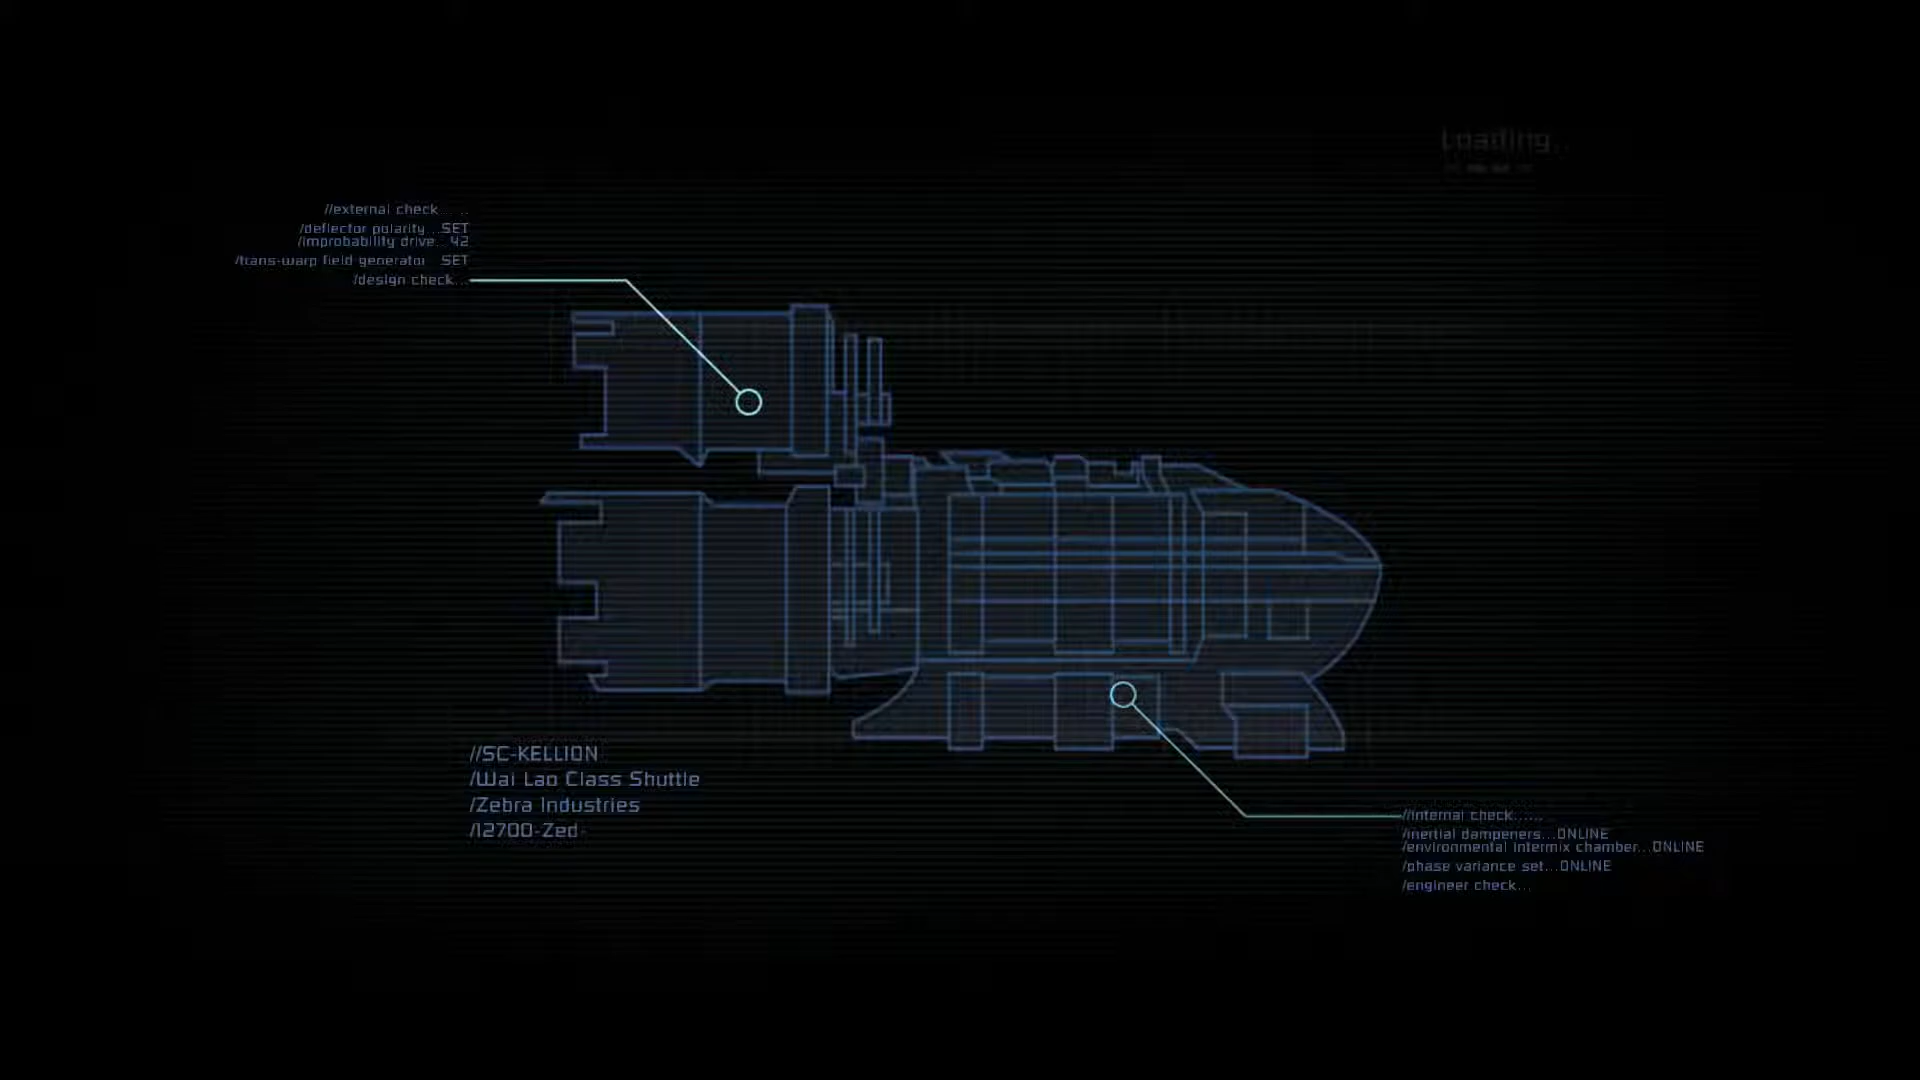 Loading..
//external check... ..
/deflector polarity...SET
/improbability drive...42
/trans-warp field generator...SET
/design check...
//SC-KELLION
/Wai Lao Class Shuttle
/Zebra Industries
/12700-Zed-
//internal check......
/inertial dampeners...ONLINE
/environmental intermix chamber...ONLINE
/phase variance set...ONLINE
/engineer check...